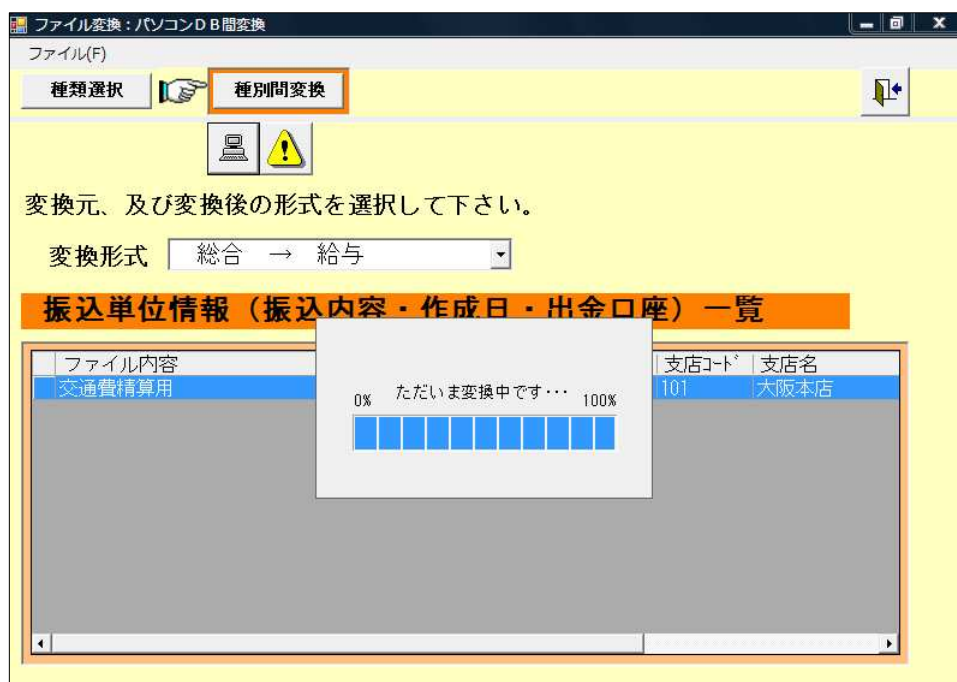 ファイル変換:パソコンDB間変換
ファイル(F)
種類選択 種別間変換
変換元、及び変換後の形式を選択して下さい。
変換形式 総合 → 給与
振込単位情報(振込内容・作成日・出金口座)一覧
ファイル内容 支店コード 支店名
交通費精算用 101 大阪本店
ただいま変換中です・・・
0% 100%